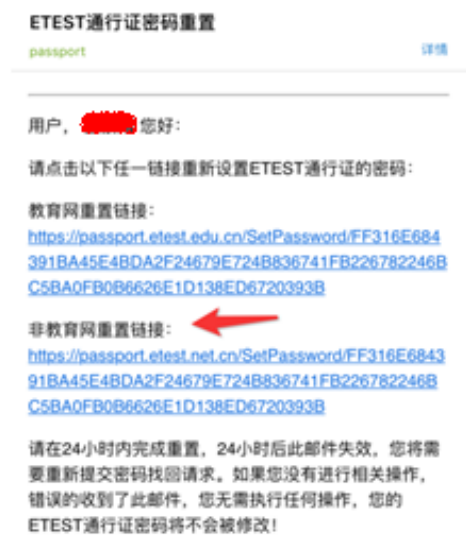 ETEST通行证密码重置
passport 详情
用户， 您好：
请点击以下任一链接重新设置ETEST通行证的密码：
教育网重置链接：
https://passport.etest.edu.cn/SetPassword/FF316E684
391BA45E4BDA2F24679E724B836741FB226782246B
C5BA0FB0B6626E1D138ED6720393B
非教育网重置链接：
https://passport.etest.net.cn/SetPassword/FF316E6843
91BA45E4BDA2F24679E724B836741FB226782246B
C5BA0FB0B6626E1D138ED6720393B
请在24小时内完成重置，24小时后此邮件失效，您将需
要重新提交密码找回请求。如果您没有进行相关操作，
错误的收到了此邮件，您无需执行任何操作，您的
ETEST通行证密码将不会被修改！